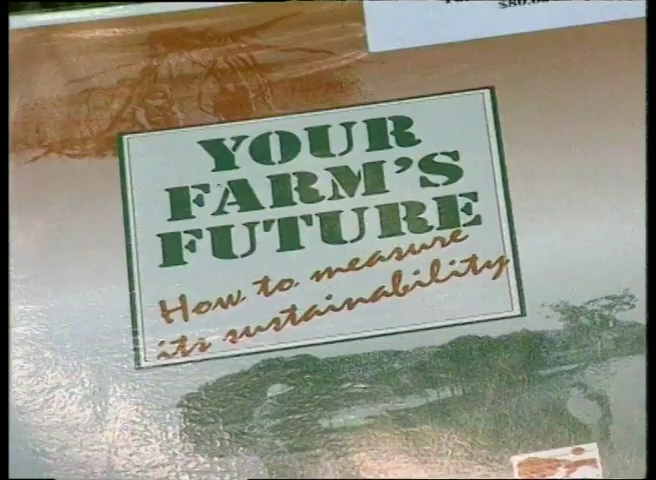 YOUR
FARM'S
FUTURE
How to measure
its sustainability